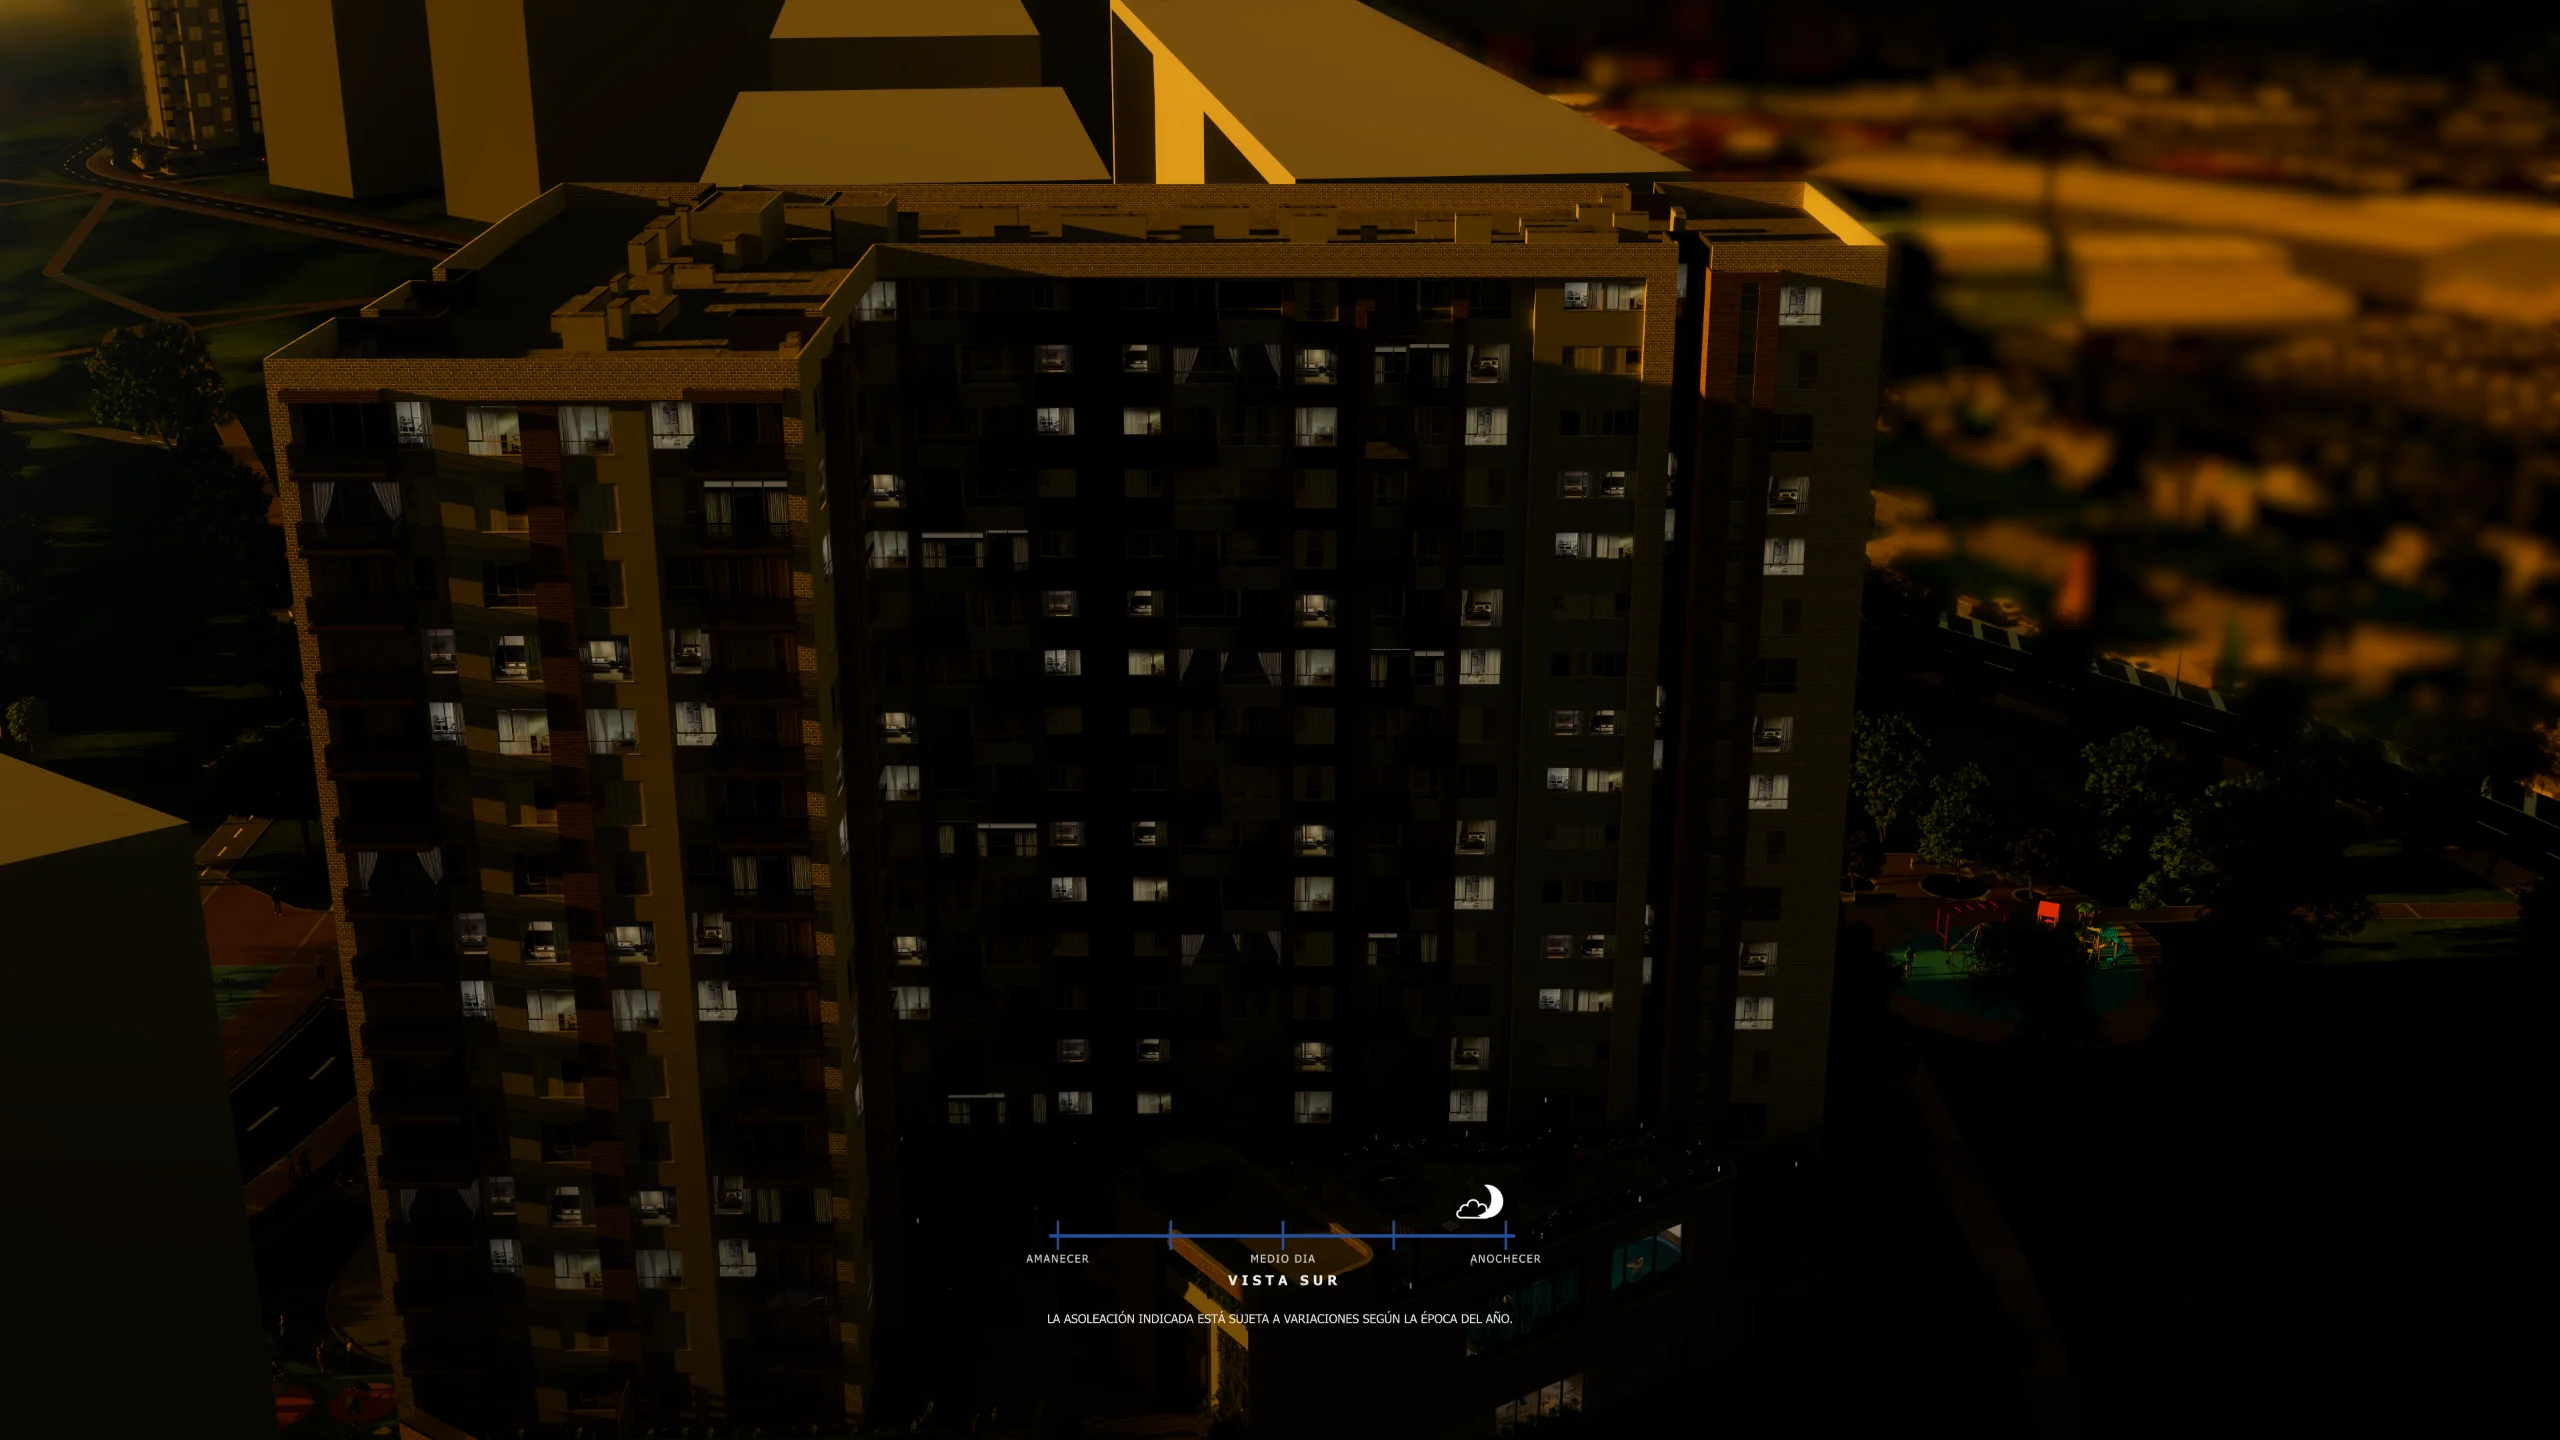 AMANECER MEDIO DIA ANOCHECER
VISTA SUR
LA ASOLEACIÓN INDICADA ESTÁ SUJETA A VARIACIONES SEGÚN LA ÉPOCA DEL AÑO.